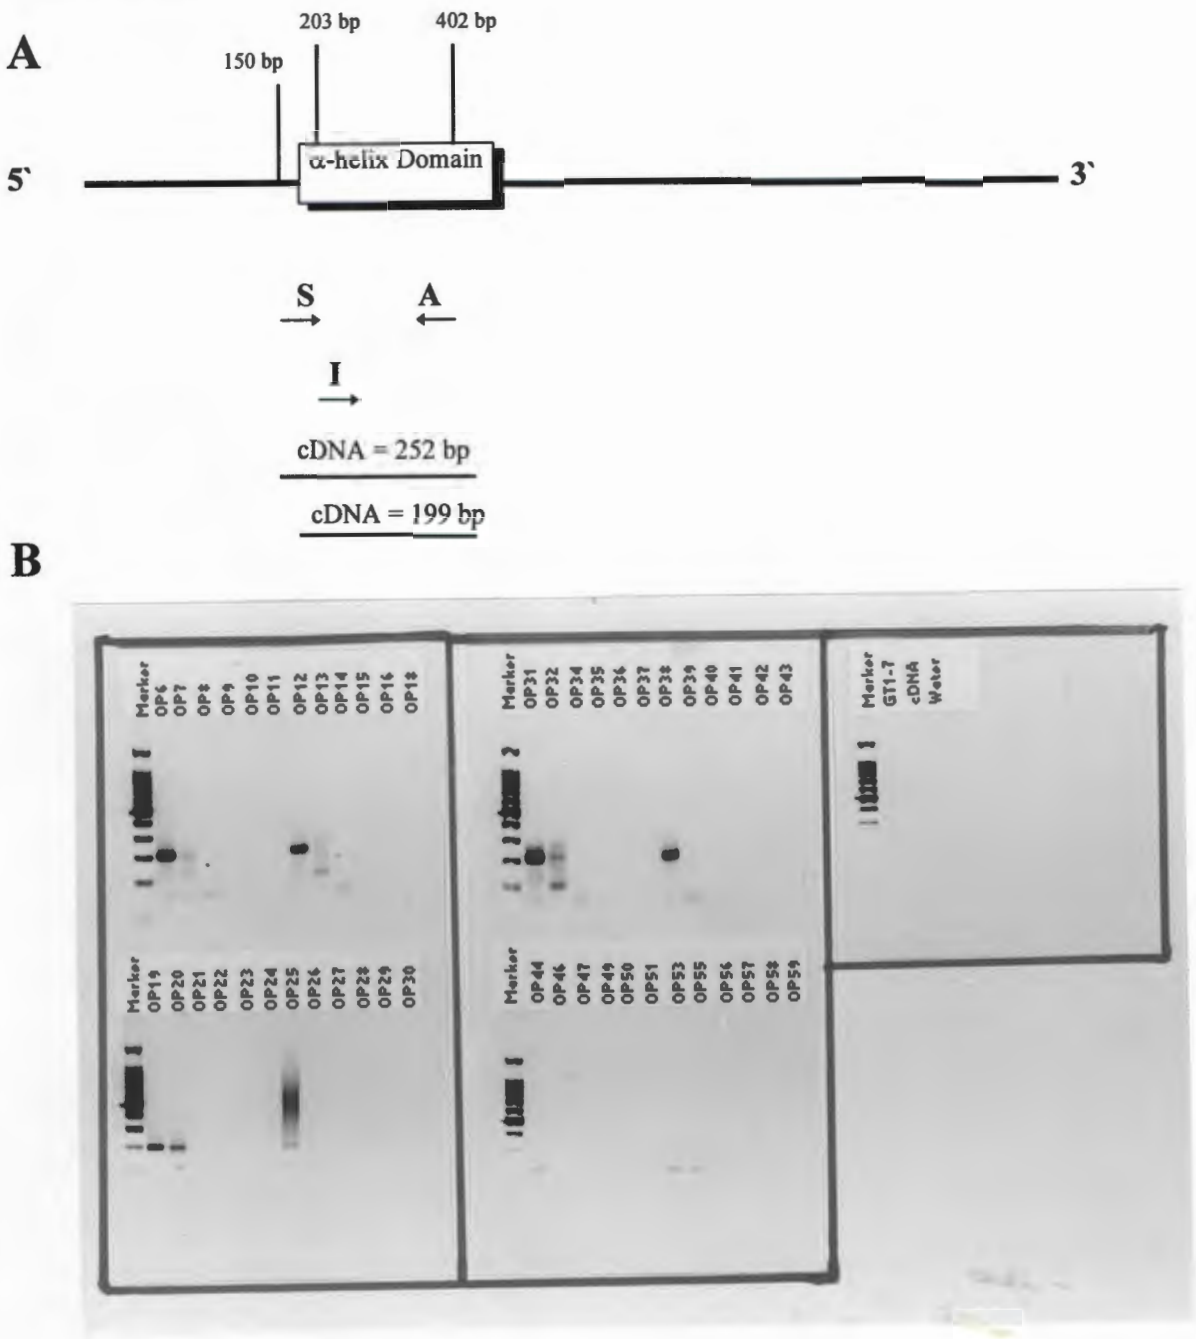 A
203 bp
402 bp
150 bp
α-helix Domain
5`
3`
S
A
I
cDNA = 252 bp
cDNA = 199 bp
B
Marker
OP6
OP7
OP8
OP9
OP10
OP11
OP12
OP13
OP14
OP15
OP16
OP18
Marker
OP31
OP32
OP34
OP35
OP36
OP37
OP38
OP39
OP40
OP41
OP42
OP43
Marker
GT1-7
cDNA
Water
Marker
OP19
OP20
OP21
OP22
OP23
OP24
OP25
OP26
OP27
OP28
OP29
OP30
Marker
OP44
OP46
OP47
OP49
OP50
OP51
OP53
OP55
OP56
OP57
OP58
OP59